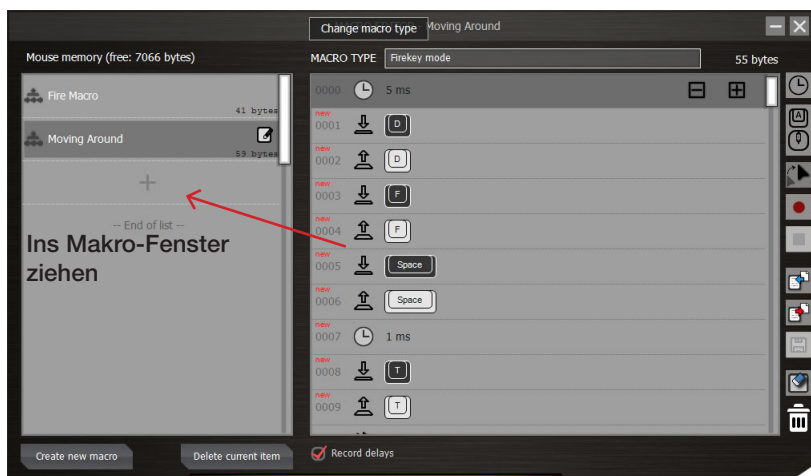 Change macro type
Moving Around
Mouse memory (free: 7066 bytes)
MACRO TYPE
Firekey mode
55 bytes
Fire Macro
41 bytes
Moving Around
59 bytes
-- End of list --
Ins Makro-Fenster
ziehen
0000 5 ms
new
0001 D
new
0002 D
new
0003 F
new
0004 F
new
0005 Space
new
0006 Space
new
0007 1 ms
new
0008 T
new
0009 T
new
A
Create new macro
Delete current item
Record delays